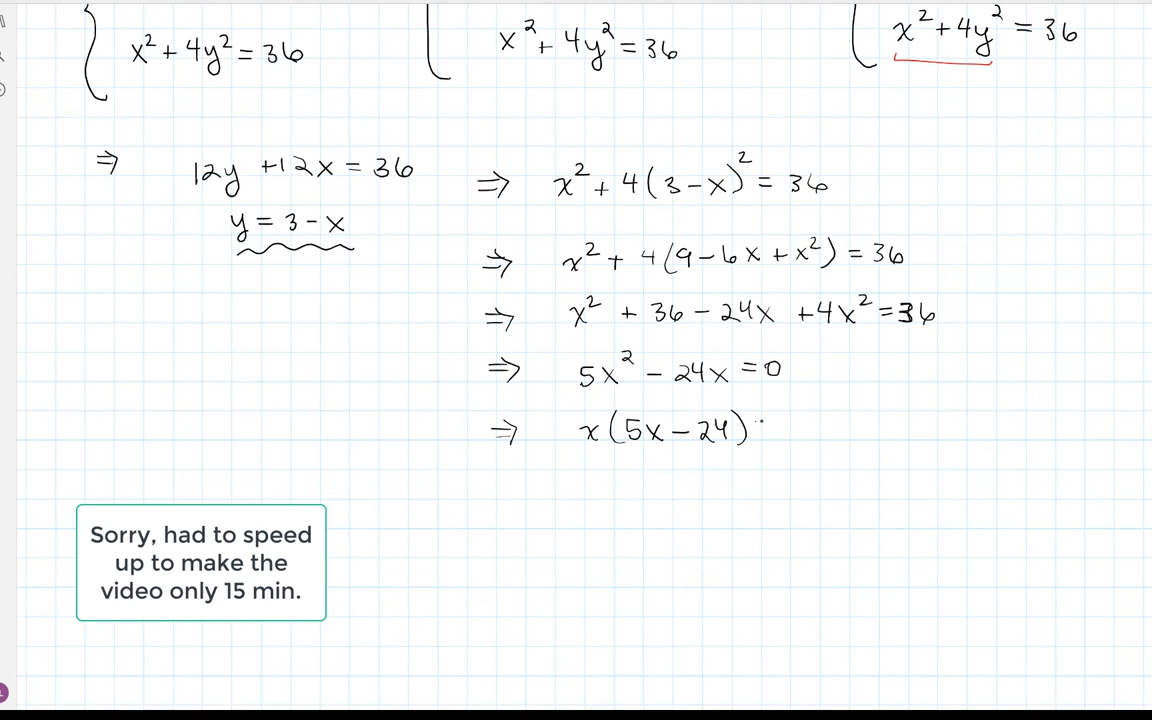 x² + 4y² = 36
x² + 4y² = 36
x² + 4y² = 36
⇒ 12y + 12x = 36
y = 3 - x
⇒ x² + 4(3 - x)² = 36
⇒ x² + 4(9 - 6x + x²) = 36
⇒ x² + 36 - 24x + 4x² = 36
⇒ 5x² - 24x = 0
⇒ x(5x - 24)
Sorry, had to speed
up to make the
video only 15 min.